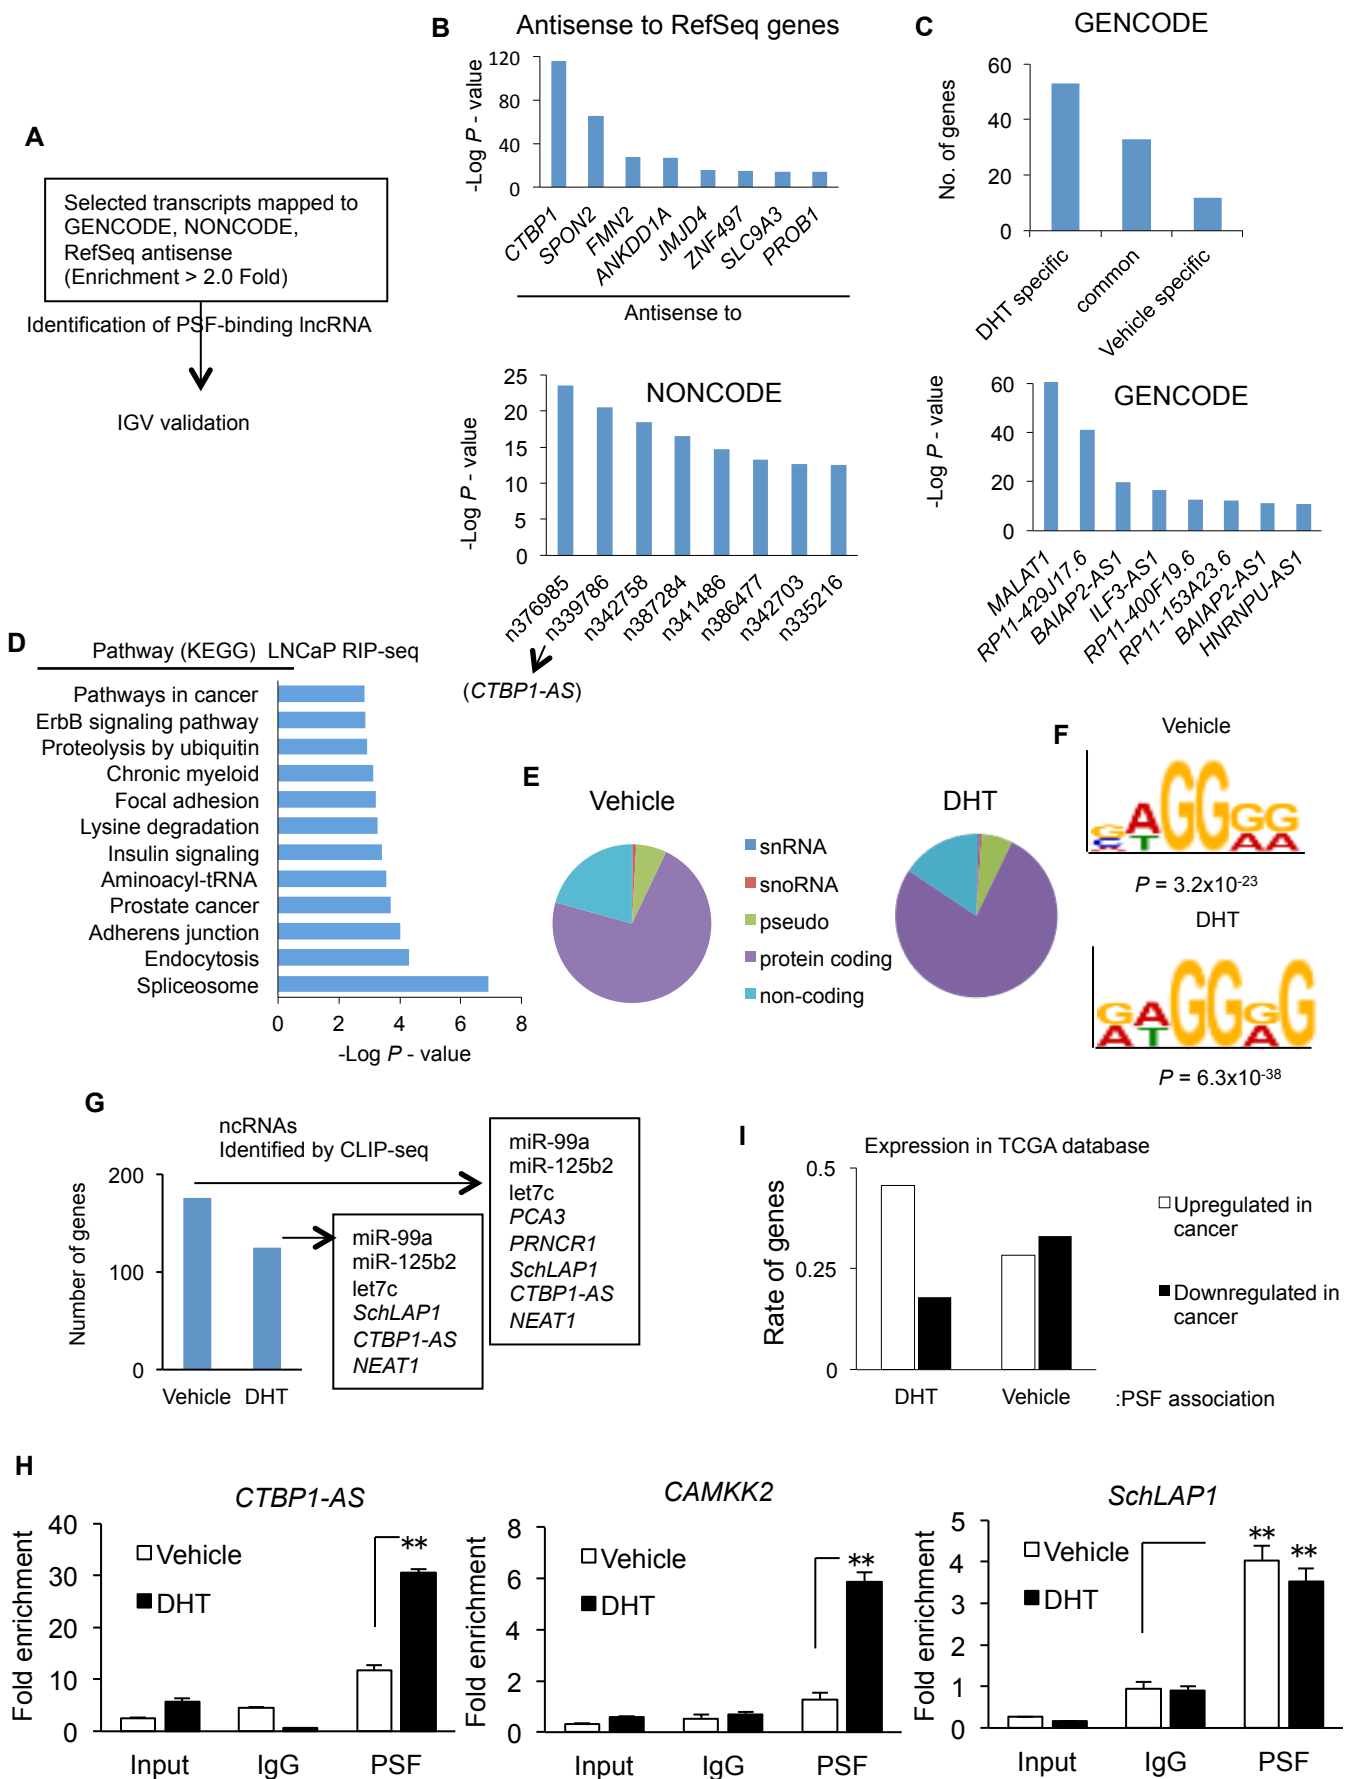 A
Selected transcripts mapped to
GENCODE, NONCODE,
RefSeq antisense
(Enrichment > 2.0 Fold)
Identification of PSF-binding lncRNA
IGV validation
B
Antisense to RefSeq genes
-Log P - value
120
80
40
0
CTBP1
SPON2
FMN2
ANKDD1A
JMJD4
ZNF497
SLC9A3
PROB1
Antisense to
NONCODE
-Log P - value
25
20
15
10
5
0
n376985
n339786
n342758
n387284
n341486
n386477
n342703
n335216
(CTBP1-AS)
C
GENCODE
No. of genes
60
40
20
0
DHT specific
common
Vehicle specific
GENCODE
-Log P - value
60
40
20
0
MALAT1
RP11-429J17.6
BAIAP2-AS1
ILF3-AS1
RP11-400F19.6
RP11-153A23.6
BAIAP2-AS1
HNRNPU-AS1
D
Pathway (KEGG) LNCaP RIP-seq
Pathways in cancer
ErbB signaling pathway
Proteolysis by ubiquitin
Chronic myeloid
Focal adhesion
Lysine degradation
Insulin signaling
Aminoacyl-tRNA
Prostate cancer
Adherens junction
Endocytosis
Spliceosome
0 2 4 6 8
-Log P - value
E
Vehicle
DHT
snRNA
snoRNA
pseudo
protein coding
non-coding
F
Vehicle
P = 3.2x10-23
DHT
P = 6.3x10-38
G
ncRNAs
Identified by CLIP-seq
Number of genes
200
100
0
Vehicle DHT
miR-99a
miR-125b2
let7c
SchLAP1
CTBP1-AS
NEAT1
miR-99a
miR-125b2
let7c
PCA3
PRNCR1
SchLAP1
CTBP1-AS
NEAT1
I
Expression in TCGA database
Rate of genes
0.5
0.25
0
DHT Vehicle :PSF association
Upregulated in
cancer
Downregulated in
cancer
H
CTBP1-AS
Fold enrichment
40
30
20
10
0
Vehicle
DHT
**
Input IgG PSF
CAMKK2
Fold enrichment
8
6
4
2
0
Vehicle
DHT
**
Input IgG PSF
SchLAP1
Fold enrichment
5
4
3
2
1
0
Vehicle
DHT
**
**
Input IgG PSF